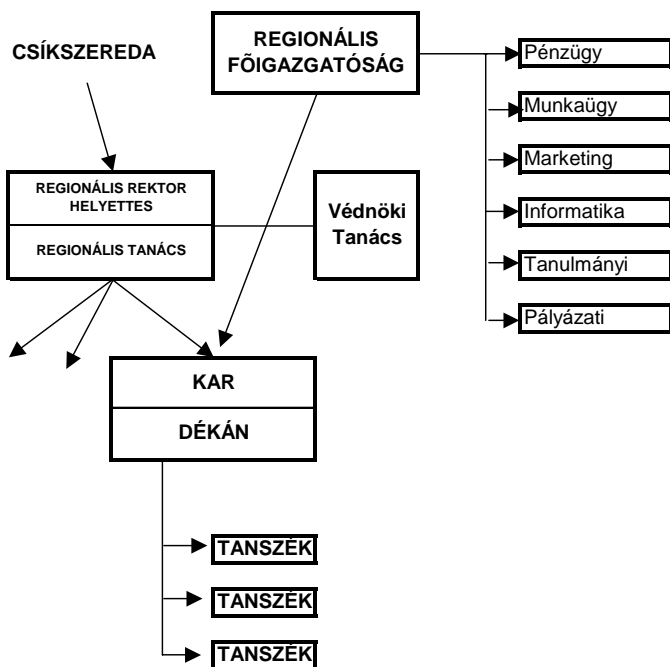 CSÍKSZEREDA
REGIONÁLIS
FÕIGAZGATÓSÁG
Pénzügy
Munkaügy
Marketing
Informatika
Tanulmányi
Pályázati
REGIONÁLIS REKTOR
HELYETTES
REGIONÁLIS TANÁCS
Védnöki
Tanács
KAR
DÉKÁN
TANSZÉK
TANSZÉK
TANSZÉK